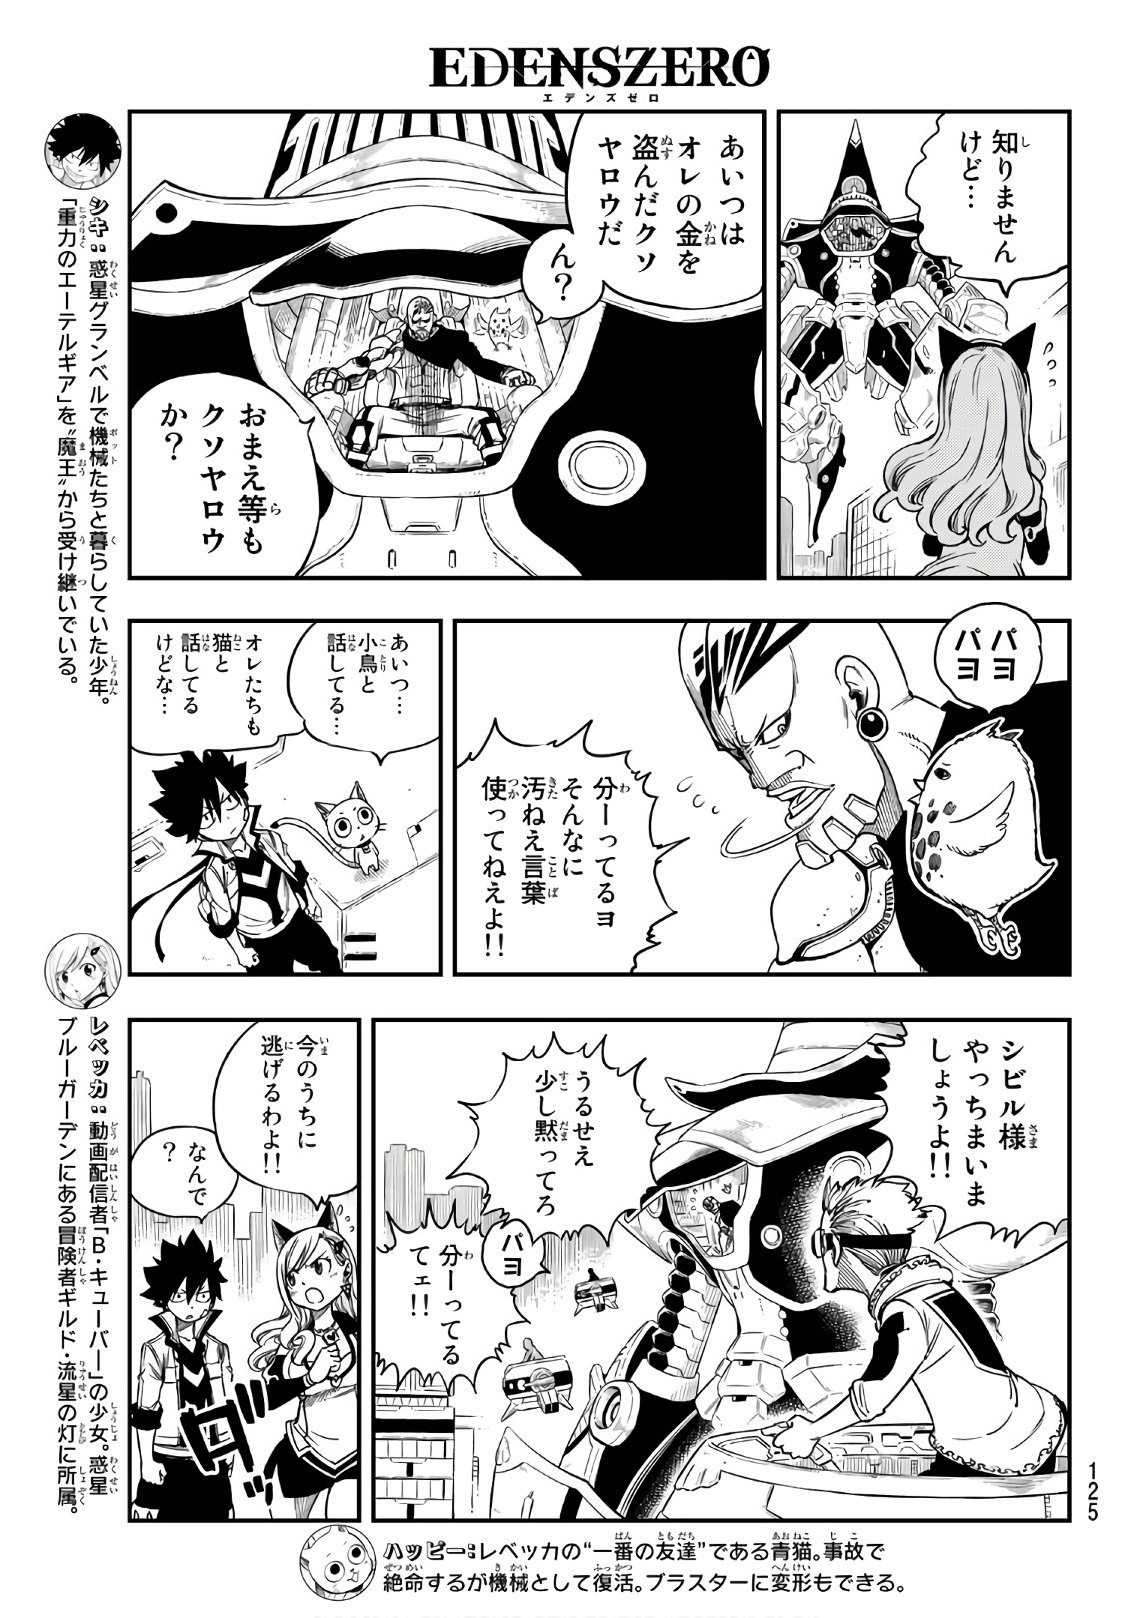 EDENSZERO
エデンズゼロ
知りません
けど…
あいつは
オレの金を
盗んだクソ
ヤロウだ
ん?
おまえ等も
クソヤロウ
か?
パヨ
パヨ
分ーってるヨ
そんなに
汚ねえ言葉
使ってねえよ!!
あいつ…
小鳥と
話してる…
オレたちも
猫と
話してる
けどな…
シビル様
やっちまいま
しょうよ!!
うるせえ
少し黙ってろ
パヨ
分ーってる
てェ!!
今のうちに
逃げるわよ!!
なんで
?
ゴゴ
シキ:惑星グランベルで機械たちと暮らしていた少年。
「重力のエーテルギア」を“魔王”から受け継いでいる。
レベッカ:動画配信者「B・キューバー」の少女。惑星
ブルーガーデンにある冒険者ギルド・流星の灯に所属。
ハッピー:レベッカの“一番の友達”である青猫。事故で
絶命するが機械として復活。ブラスターに変形もできる。
125